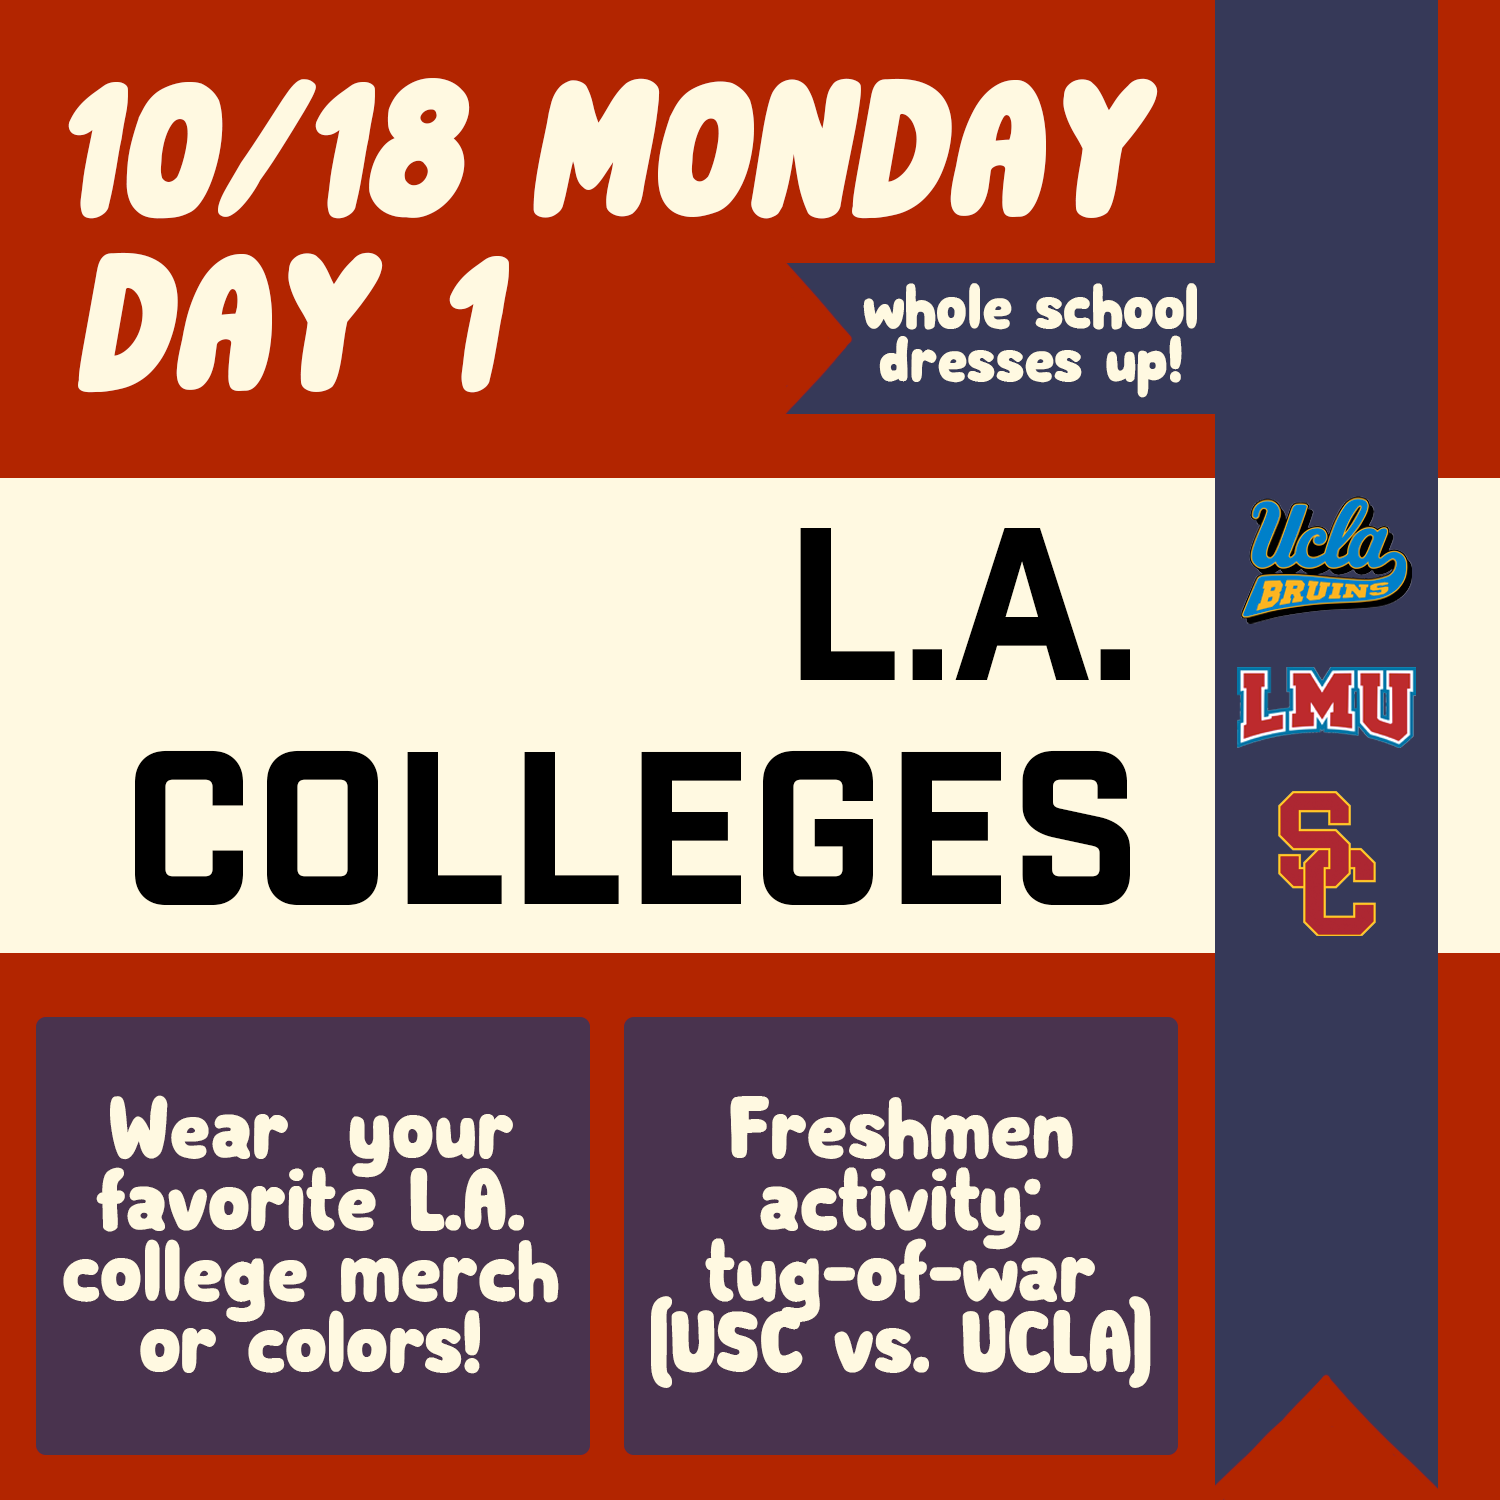 10/18 MONDAY
DAY 1
whole school
dresses up!
L.A.
COLLEGES
Ucla
BRUINS
LMU
SC
Wear your
favorite L.A.
college merch
or colors!
Freshmen
activity:
tug-of-war
(USC vs. UCLA)